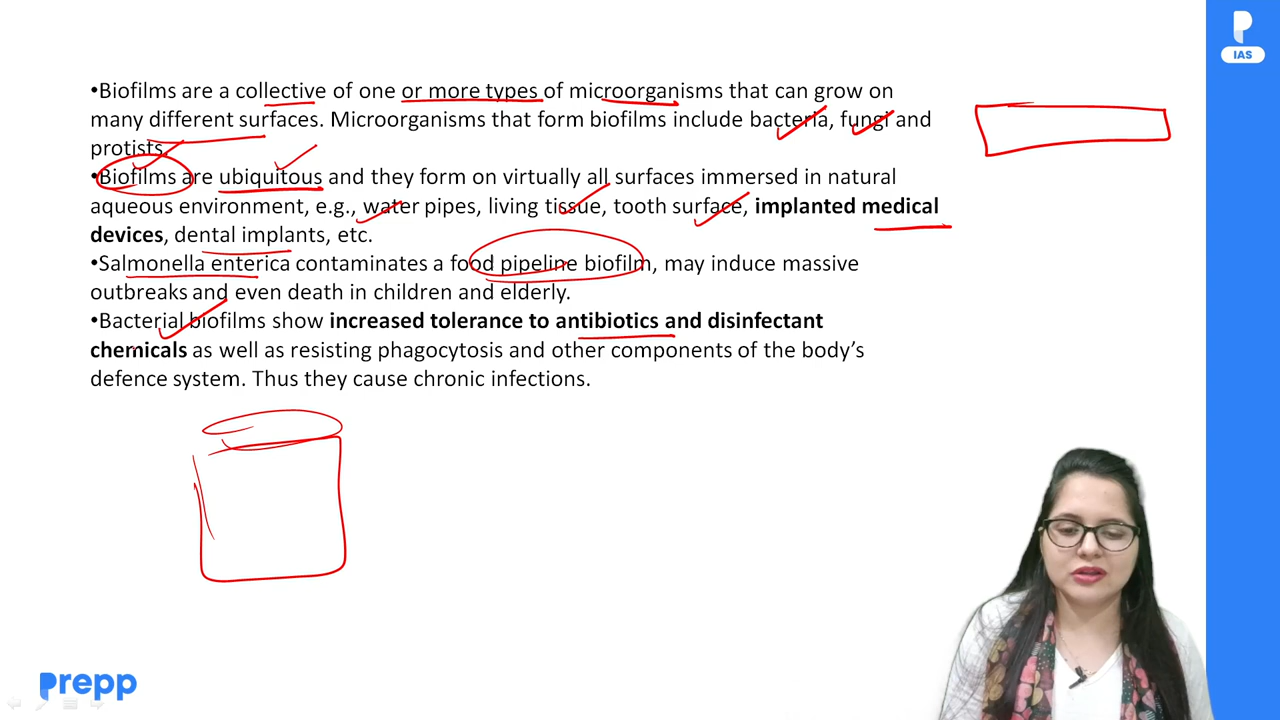 IAS
•Biofilms are a collective of one or more types of microorganisms that can grow on
many different surfaces. Microorganisms that form biofilms include bacteria, fungi and
protists.
•Biofilms are ubiquitous and they form on virtually all surfaces immersed in natural
aqueous environment, e.g., water pipes, living tissue, tooth surface, implanted medical
devices, dental implants, etc.
•Salmonella enterica contaminates a food pipeline biofilm, may induce massive
outbreaks and even death in children and elderly.
•Bacterial biofilms show increased tolerance to antibiotics and disinfectant
chemicals as well as resisting phagocytosis and other components of the body’s
defence system. Thus they cause chronic infections.
prepp